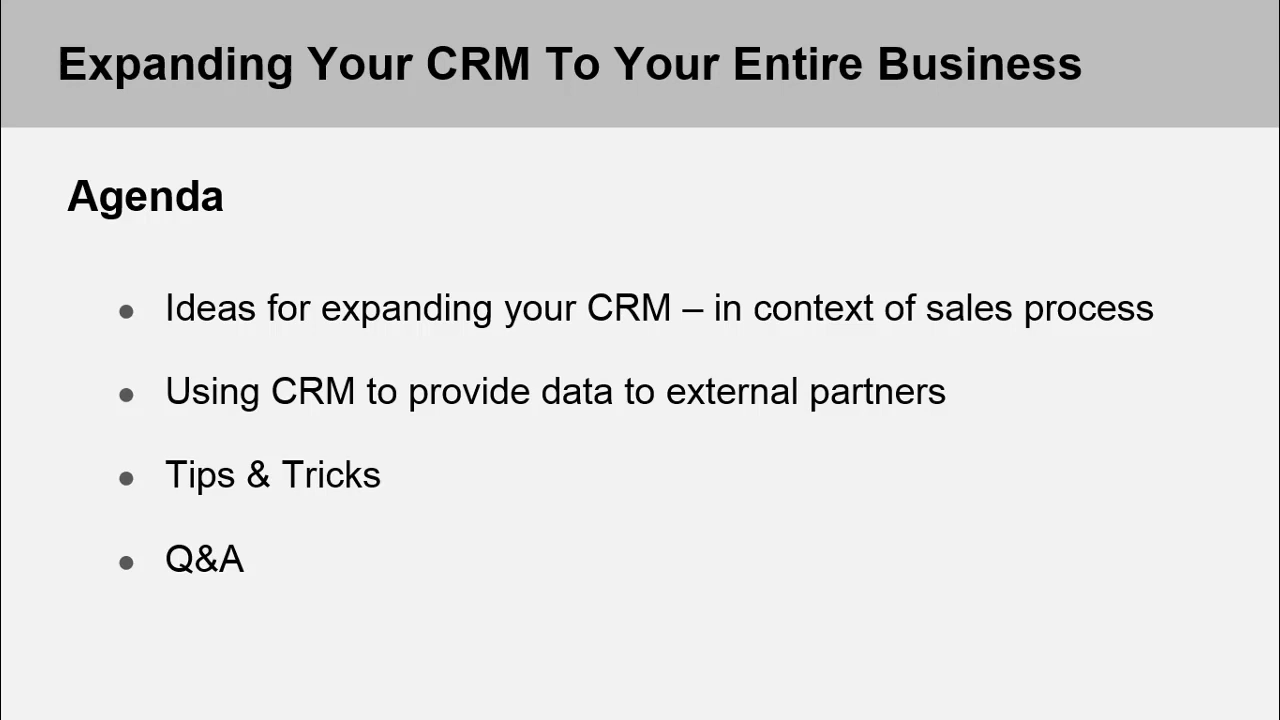 Expanding Your CRM To Your Entire Business
Agenda
● Ideas for expanding your CRM – in context of sales process
● Using CRM to provide data to external partners
● Tips & Tricks
● Q&A